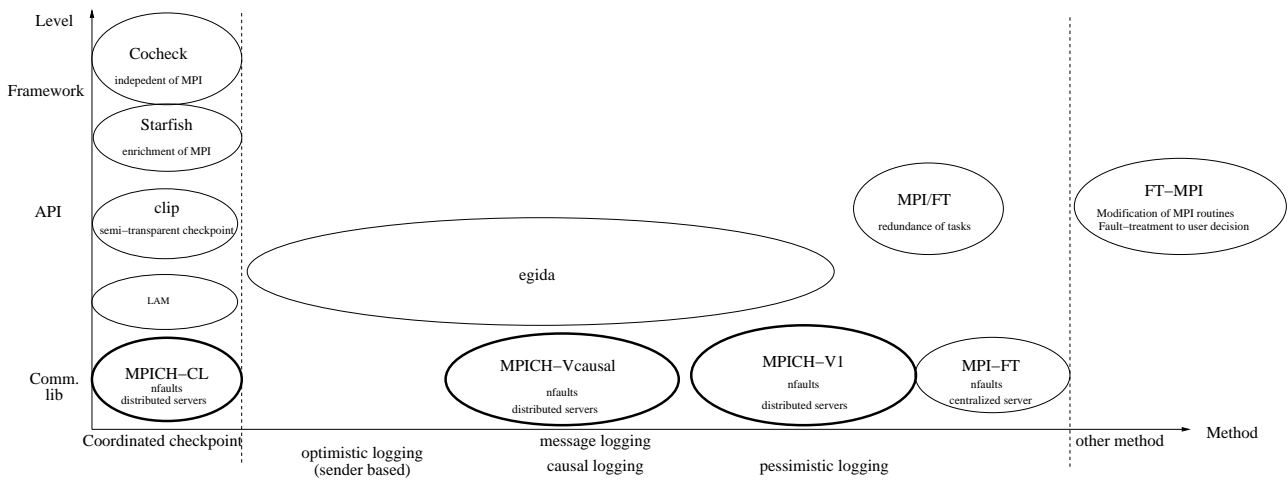 Level
Cocheck
indepedent of MPI
Framework
Starfish
enrichment of MPI
API
clip
semi−transparent checkpoint
MPI/FT
redundance of tasks
FT−MPI
Modification of MPI routines
Fault−treatment to user decision
egida
LAM
Comm.
lib
MPICH−CL
nfaults
distributed servers
MPICH−Vcausal
nfaults
distributed servers
MPICH−V1
nfaults
distributed servers
MPI−FT
nfaults
centralized server
Coordinated checkpoint
message logging
other method
Method
optimistic logging
(sender based)
causal logging
pessimistic logging